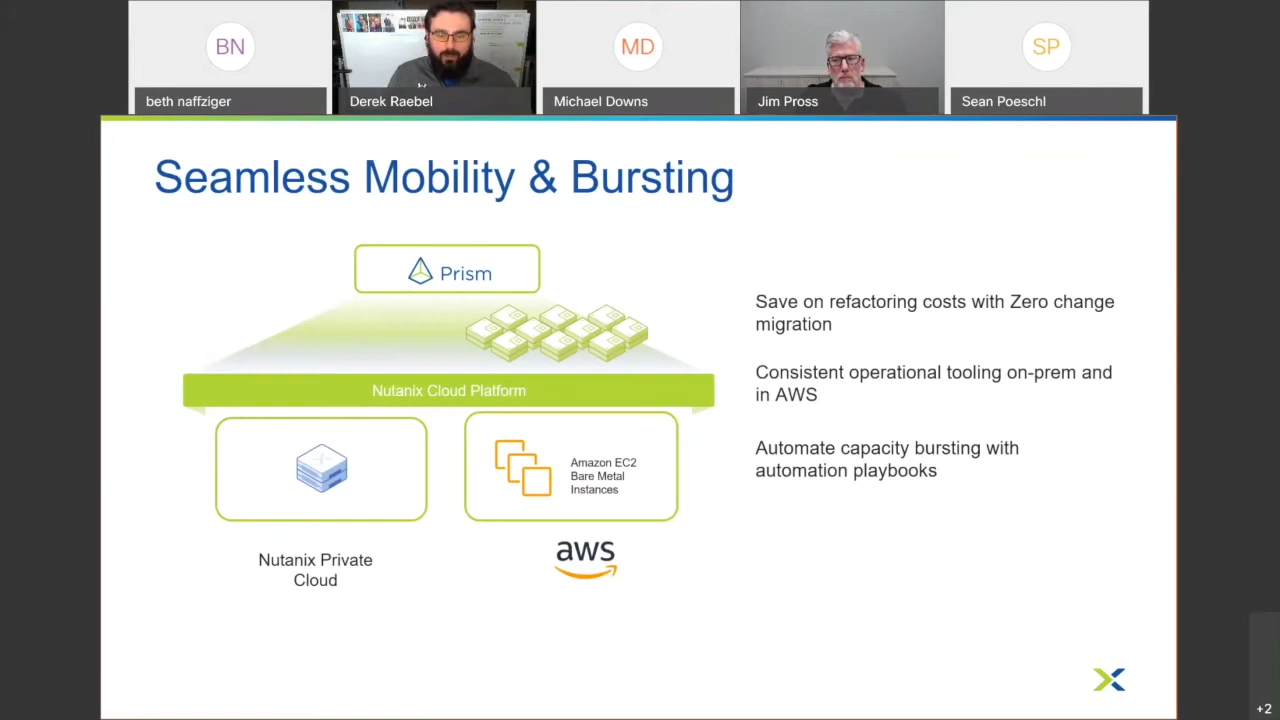 BN
MD
SP
beth naffziger
Derek Raebel
Michael Downs
Jim Pross
Sean Poeschl
Seamless Mobility & Bursting
Prism
Nutanix Cloud Platform
Amazon EC2
Bare Metal
Instances
aws
Nutanix Private
Cloud
Save on refactoring costs with Zero change
migration
Consistent operational tooling on-prem and
in AWS
Automate capacity bursting with
automation playbooks
+2